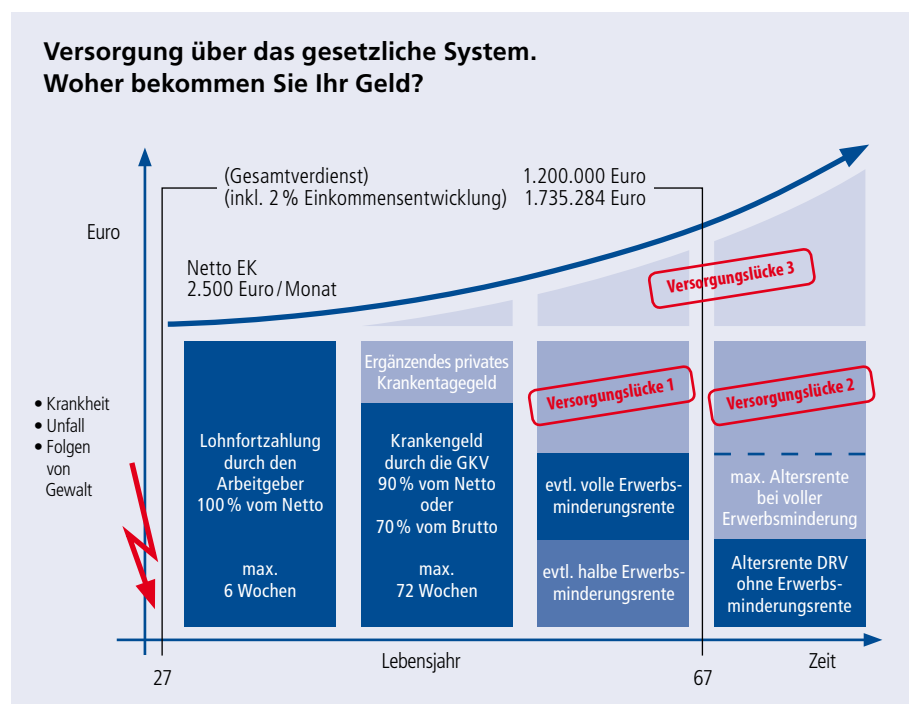 Versorgung über das gesetzliche System.
Woher bekommen Sie Ihr Geld?
(Gesamtverdienst) 1.200.000 Euro
(inkl. 2 % Einkommensentwicklung) 1.735.284 Euro
Euro
Netto EK
2.500 Euro / Monat
Versorgungslücke 3
• Krankheit
• Unfall
• Folgen
von
Gewalt
Lohnfortzahlung
durch den
Arbeitgeber
100 % vom Netto
max.
6 Wochen
Ergänzendes privates
Krankentagegeld
Krankengeld
durch die GKV
90 % vom Netto
oder
70 % vom Brutto
max.
72 Wochen
Versorgungslücke 1
evtl. volle Erwerbs-
minderungsrente
evtl. halbe Erwerbs-
minderungsrente
Versorgungslücke 2
max. Altersrente
bei voller
Erwerbsminderung
Altersrente DRV
ohne Erwerbs-
minderungsrente
27
Lebensjahr
67
Zeit